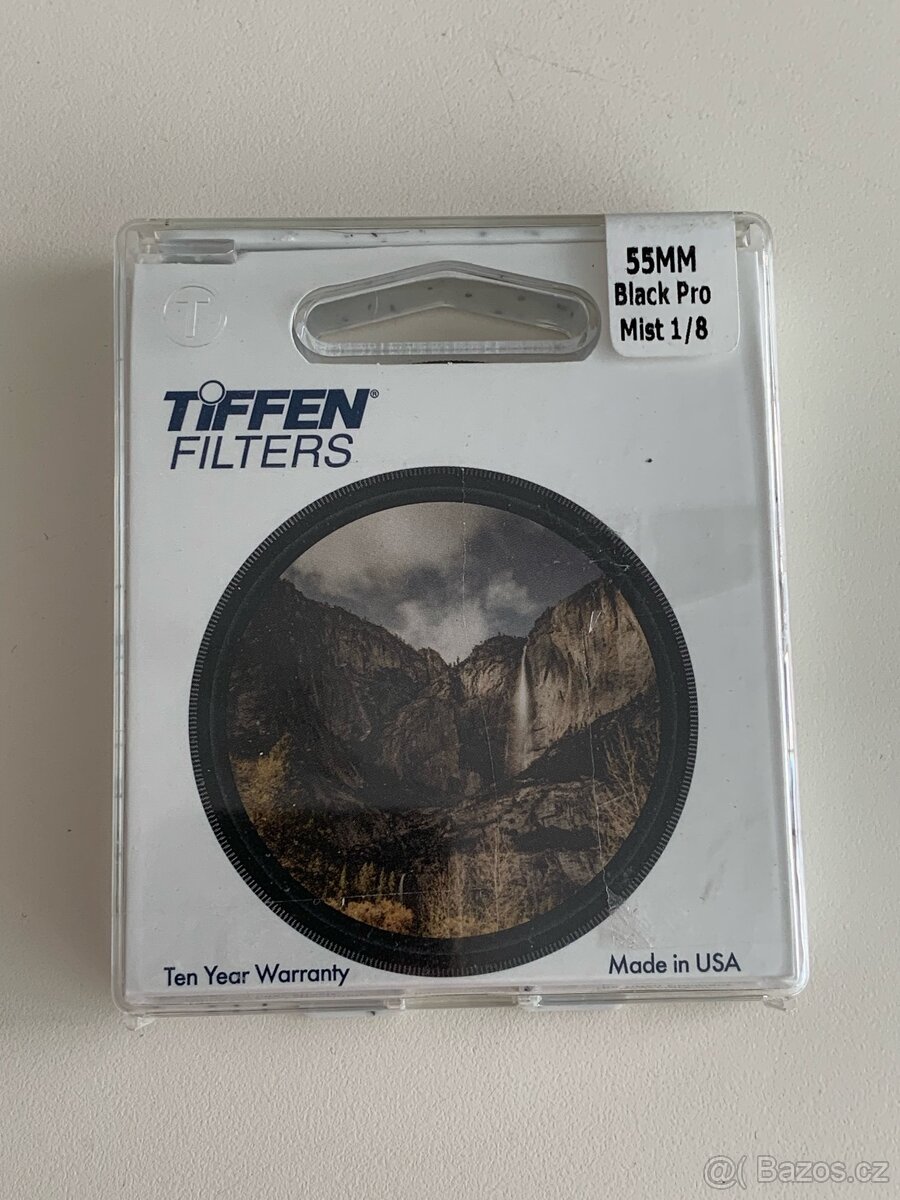 55MM
Black Pro
Mist 1/8
T
TIFFEN®
FILTERS
Ten Year Warranty
Made in USA
@( Bazos.cz